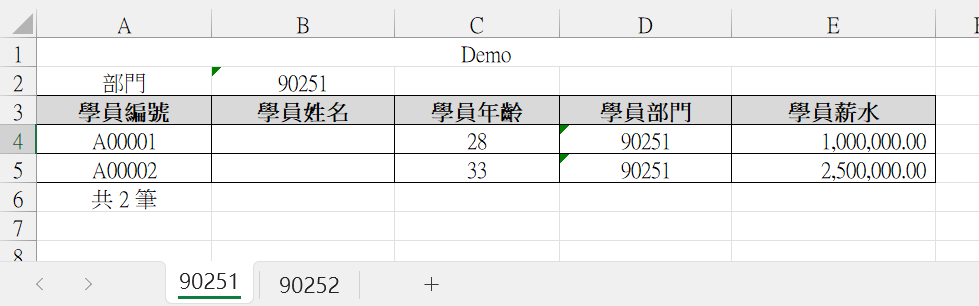 A B C D E
1 Demo
2 部門 90251
3 學員編號 學員姓名 學員年齡 學員部門 學員薪水
4 A00001 28 90251 1,000,000.00
5 A00002 33 90251 2,500,000.00
6 共 2 筆
7
8
90251 90252 +